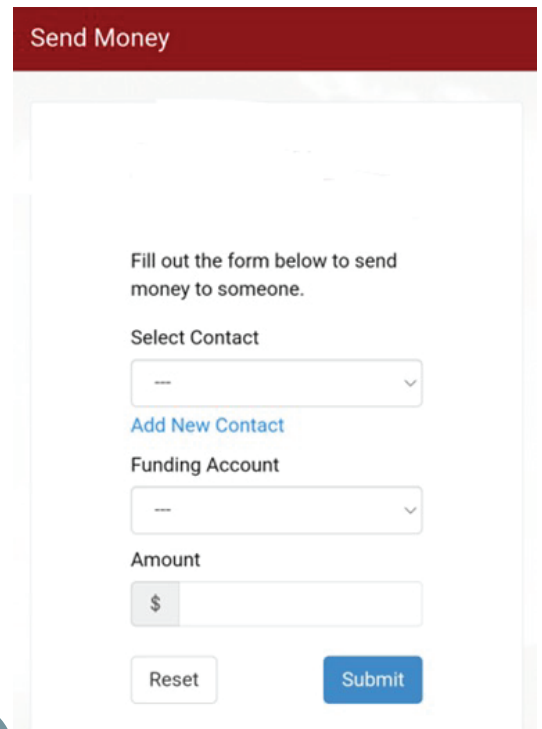 Send Money
Fill out the form below to send
money to someone.
Select Contact
---
Add New Contact
Funding Account
---
Amount
$
Reset
Submit